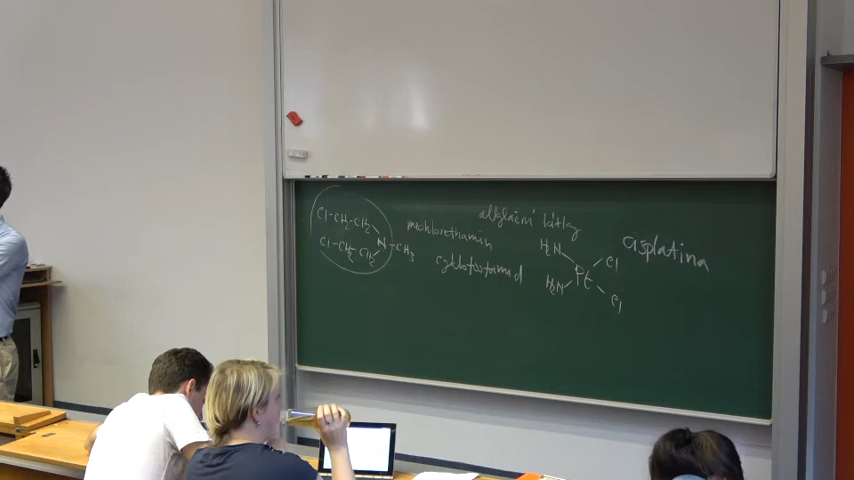 alkylační látky
Cl-CH2-CH2
N-CH3
Cl-CH2-CH2
mechlorethamin
cyklofosfamid
H3N
Cl
Pt
H3N
Cl
cisplatina